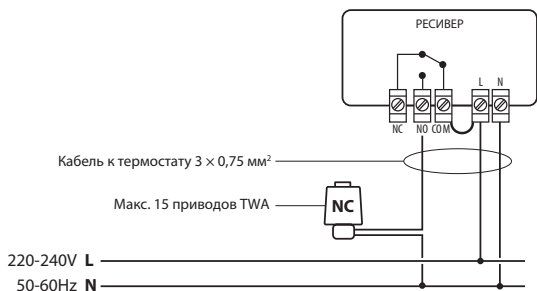 РЕСИВЕР
L N
NC NO COM
Кабель к термостату 3 × 0,75 мм²
Макс. 15 приводов TWA
NC
220-240V L
50-60Hz N